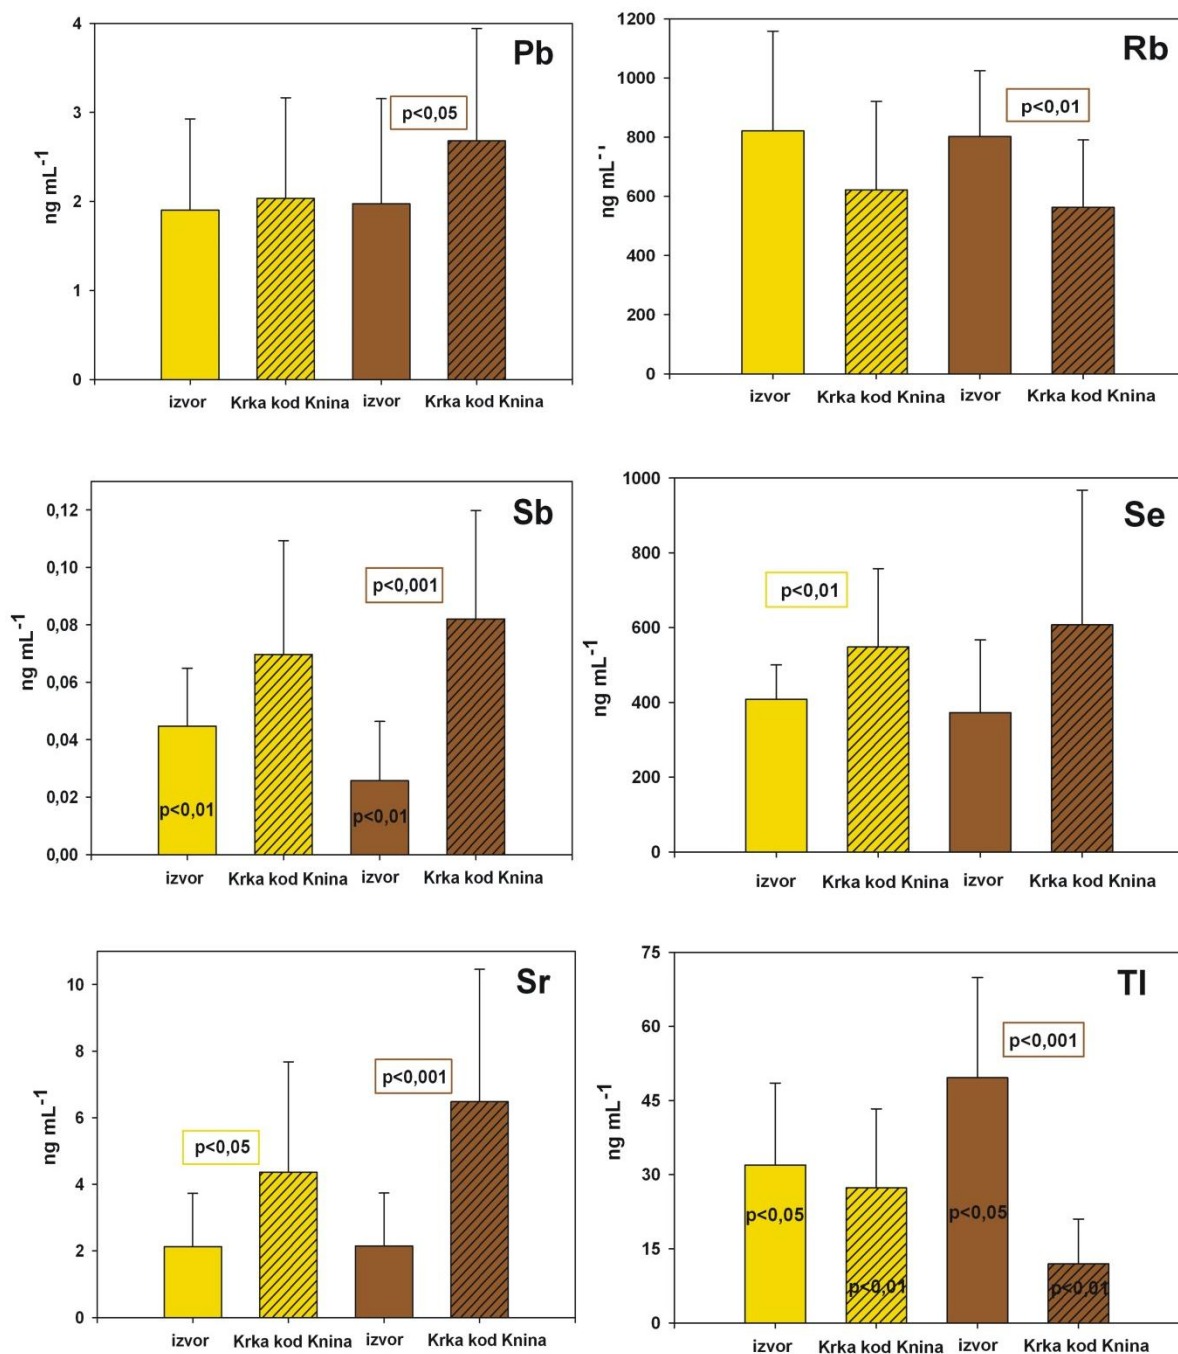 Pb
4
3
2
1
0
ng mL-1
p<0,05
izvor Krka kod Knina izvor Krka kod Knina
Rb
1200
1000
800
600
400
200
0
ng mL-1
p<0,01
izvor Krka kod Knina izvor Krka kod Knina
Sb
0,12
0,10
0,08
0,06
0,04
0,02
0,00
ng mL-1
p<0,001
p<0,01 p<0,01
izvor Krka kod Knina izvor Krka kod Knina
Se
1000
800
600
400
200
0
ng mL-1
p<0,01
izvor Krka kod Knina izvor Krka kod Knina
Sr
10
8
6
4
2
0
ng mL-1
p<0,001
p<0,05
izvor Krka kod Knina izvor Krka kod Knina
Tl
75
60
45
30
15
0
ng mL-1
p<0,001
p<0,05 p<0,05
p<0,01 p<0,01
izvor Krka kod Knina izvor Krka kod Knina